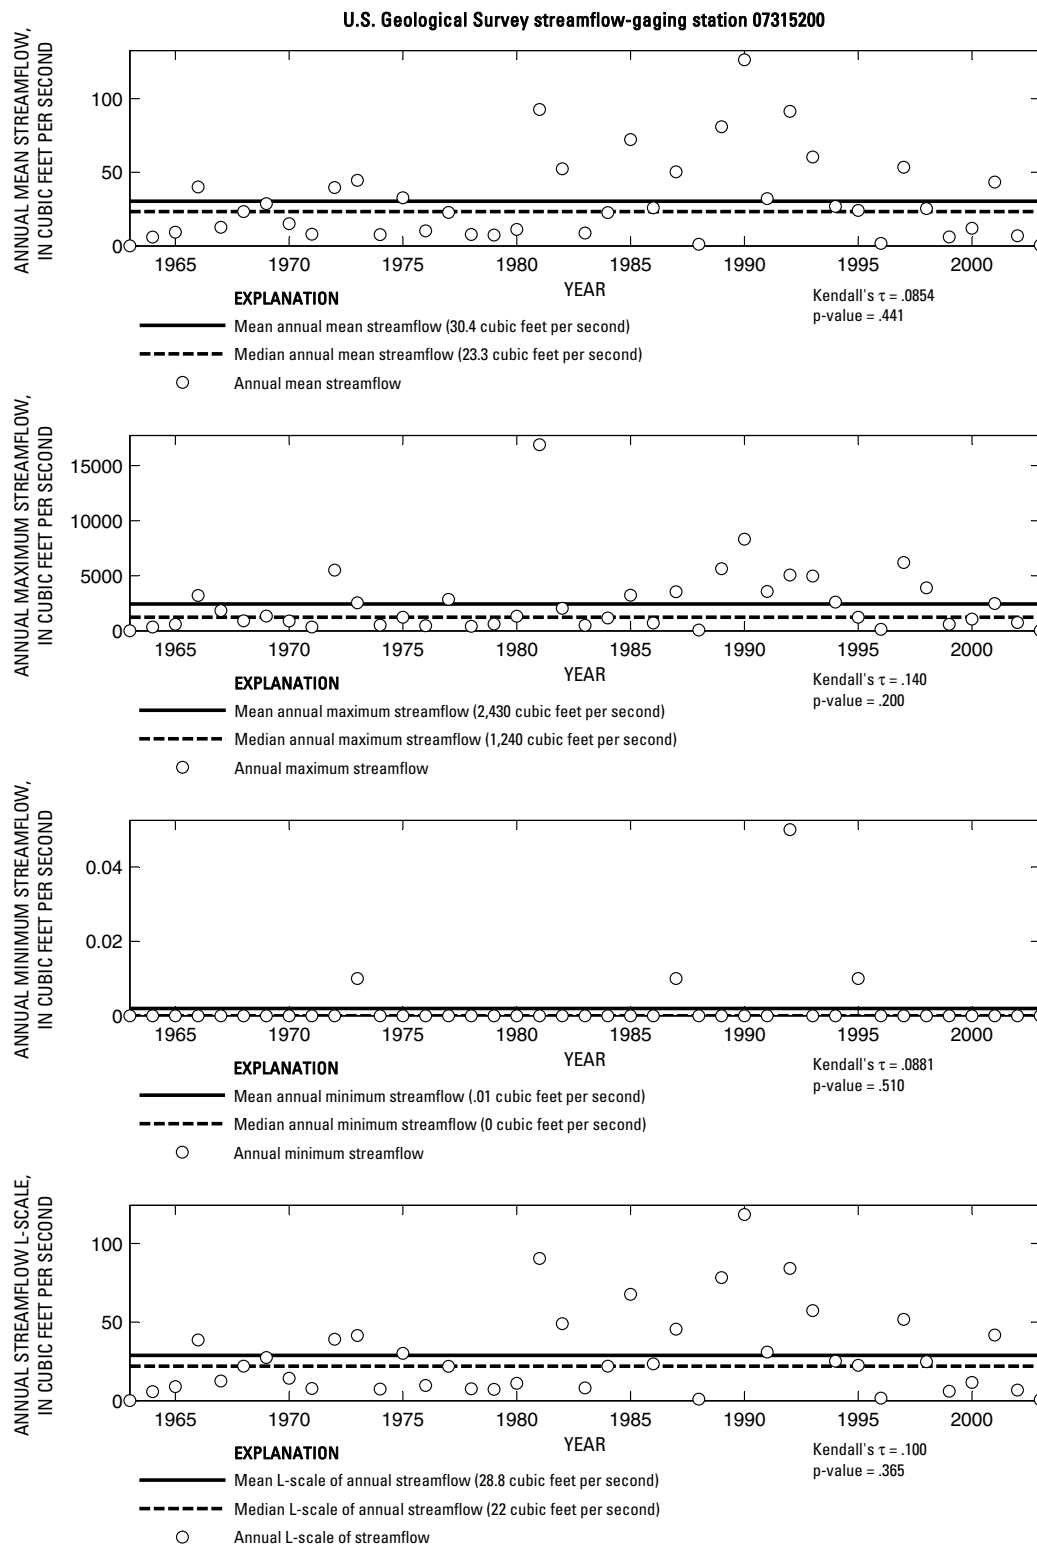 U.S. Geological Survey streamflow-gaging station 07315200
ANNUAL MEAN STREAMFLOW,
IN CUBIC FEET PER SECOND
100
50
0
1965 1970 1975 1980 1985 1990 1995 2000
YEAR
EXPLANATION
Mean annual mean streamflow (30.4 cubic feet per second)
Median annual mean streamflow (23.3 cubic feet per second)
Annual mean streamflow
Kendall's τ = .0854
p-value = .441
ANNUAL MAXIMUM STREAMFLOW,
IN CUBIC FEET PER SECOND
15000
10000
5000
0
1965 1970 1975 1980 1985 1990 1995 2000
YEAR
EXPLANATION
Mean annual maximum streamflow (2,430 cubic feet per second)
Median annual maximum streamflow (1,240 cubic feet per second)
Annual maximum streamflow
Kendall's τ = .140
p-value = .200
ANNUAL MINIMUM STREAMFLOW,
IN CUBIC FEET PER SECOND
0.04
0.02
0
1965 1970 1975 1980 1985 1990 1995 2000
YEAR
EXPLANATION
Mean annual minimum streamflow (.01 cubic feet per second)
Median annual minimum streamflow (0 cubic feet per second)
Annual minimum streamflow
Kendall's τ = .0881
p-value = .510
ANNUAL STREAMFLOW L-SCALE,
IN CUBIC FEET PER SECOND
100
50
0
1965 1970 1975 1980 1985 1990 1995 2000
YEAR
EXPLANATION
Mean L-scale of annual streamflow (28.8 cubic feet per second)
Median L-scale of annual streamflow (22 cubic feet per second)
Annual L-scale of streamflow
Kendall's τ = .100
p-value = .365